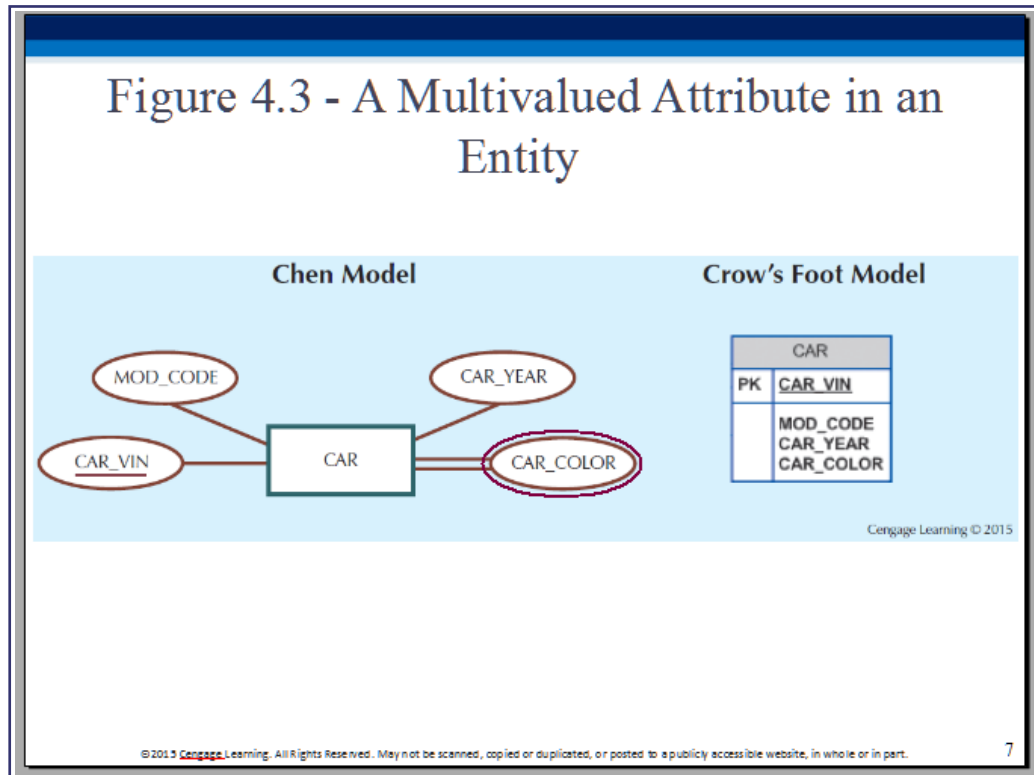 Figure 4.3 - A Multivalued Attribute in an
Entity
Chen Model
MOD_CODE
CAR_YEAR
CAR_VIN
CAR
CAR_COLOR
Crow's Foot Model
CAR
PK CAR_VIN
MOD_CODE
CAR_YEAR
CAR_COLOR
Cengage Learning © 2015
©2015 Cengage Learning. All Rights Reserved. May not be scanned, copied or duplicated, or posted to a publicly accessible website, in whole or in part.
7